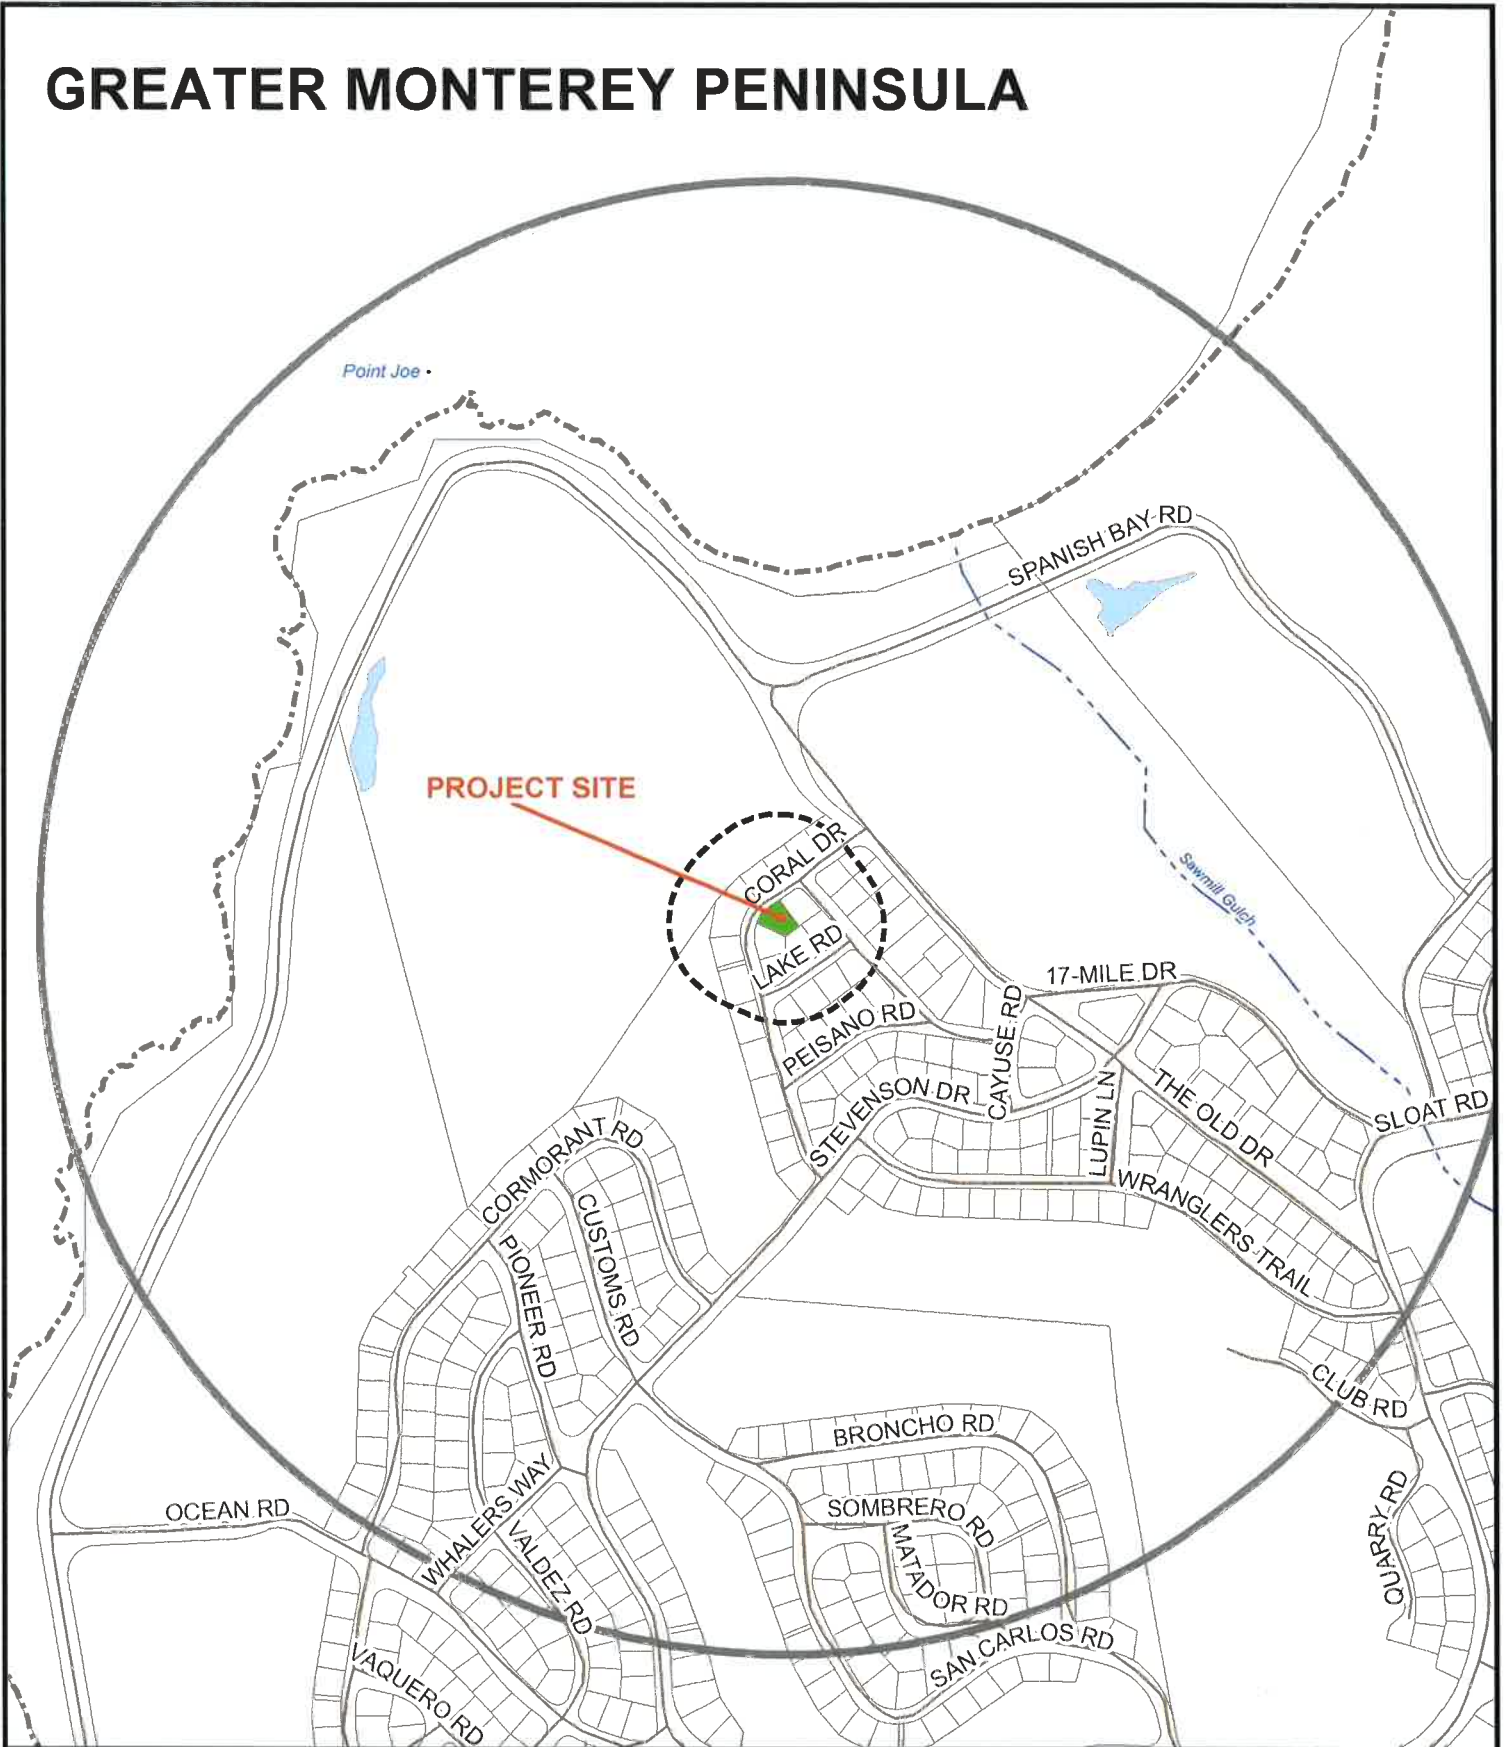 GREATER MONTEREY PENINSULA
Point Joe
SPANISH BAY RD
PROJECT SITE
CORAL DR
Sawmill Gulch
LAKE RD
17-MILE DR
PEISANO RD
CAYUSE RD
STEVENSON DR
LUPIN LN
THE OLD DR
SLOAT RD
CORMORANT RD
WRANGLERS TRAIL
CUSTOMS RD
PIONEER RD
CLUB RD
BRONCHO RD
OCEAN RD
WHALERS WAY
SOMBRERO RD
QUARRY RD
VALDEZ RD
MATADOR RD
SAN CARLOS RD
VAQUERO RD